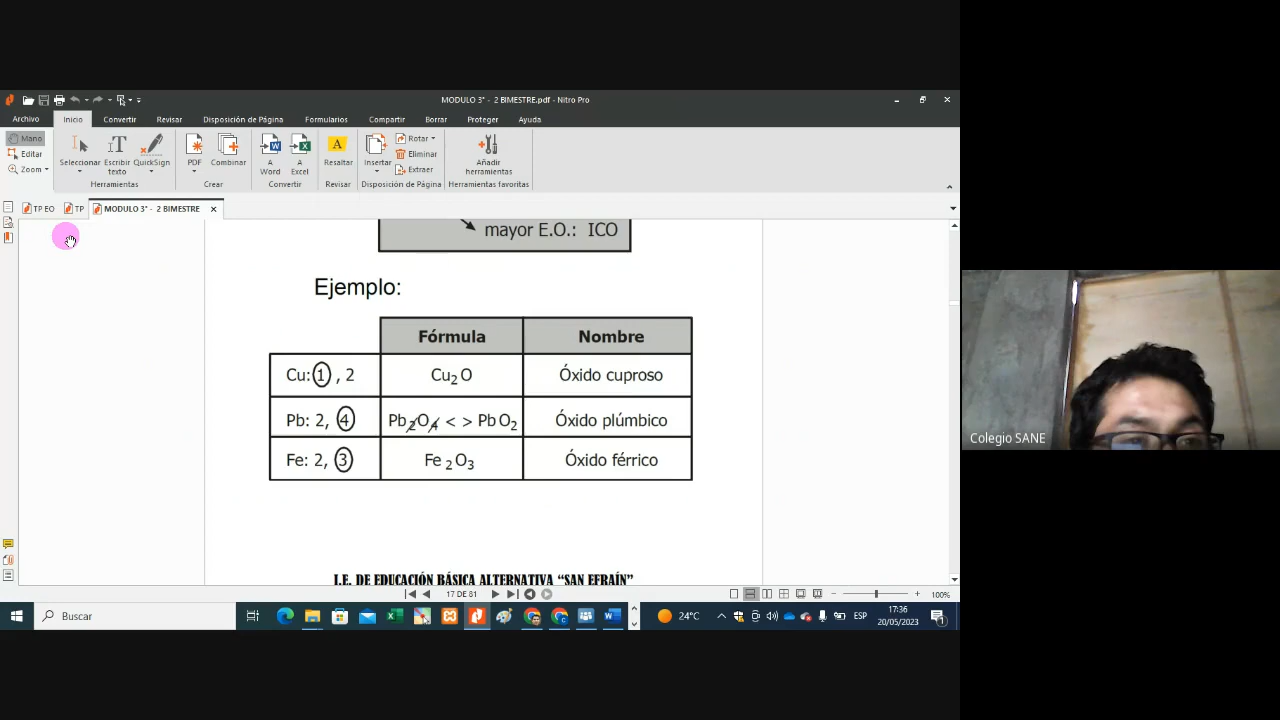 MODULO 3° - 2 BIMESTRE.pdf - Nitro Pro
Archivo Inicio Convertir Revisar Disposición de Página Formularios Compartir Borrar Proteger Ayuda
Mano
Editar
Zoom
Seleccionar
Escribir texto
QuickSign
Herramientas
PDF
Combinar
Crear
A Word
A Excel
Convertir
Resaltar
Revisar
Insertar
Rotar
Eliminar
Extraer
Disposición de Página
Añadir herramientas
Herramientas favoritas
TP EO TP MODULO 3° - 2 BIMESTRE
mayor E.O.: ICO
Ejemplo:
Fórmula Nombre
Cu: 1 , 2 Cu₂O Óxido cuproso
Pb: 2, 4 Pb₂O₄ < > PbO₂ Óxido plúmbico
Fe: 2, 3 Fe₂O₃ Óxido férrico
I.E. DE EDUCACIÓN BÁSICA ALTERNATIVA “SAN EFRAÍN”
17 DE 81
100%
Buscar
24°C
ESP
17:36
20/05/2023
1
Colegio SANE